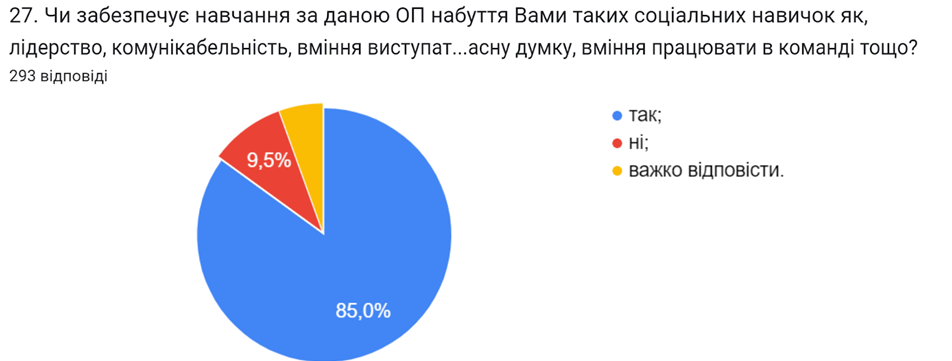 27. Чи забезпечує навчання за даною ОП набуття Вами таких соціальних навичок як,
лідерство, комунікабельність, вміння виступат...асну думку, вміння працювати в команді тощо?
293 відповіді
так;
ні;
важко відповісти.
9,5%
85,0%